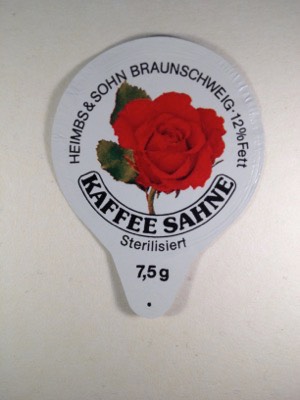 HEIMBS & SOHN BRAUNSCHWEIG · 12% Fett
KAFFEE SAHNE
Sterilisiert
7,5 g